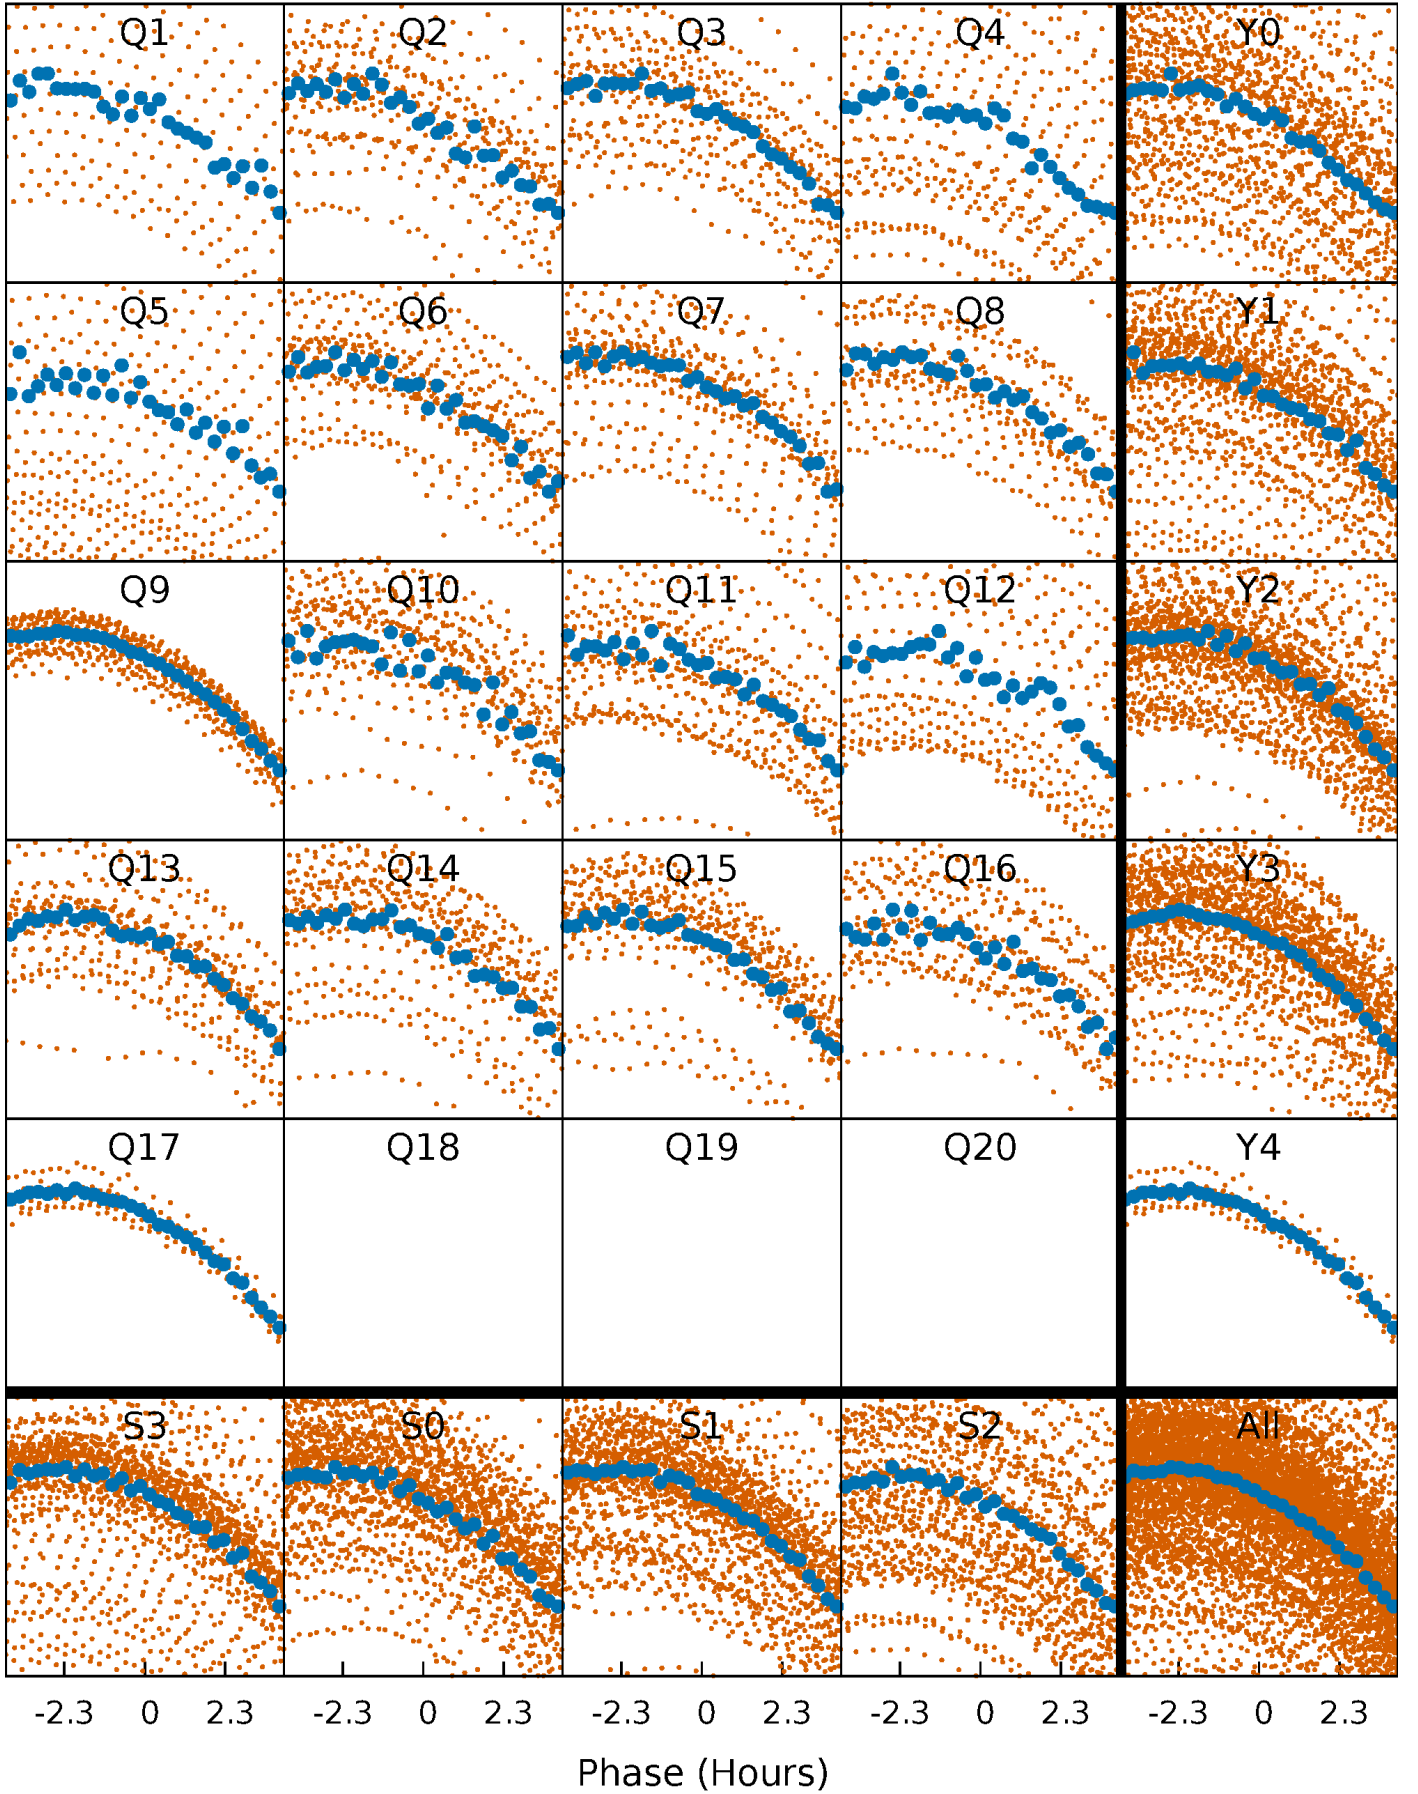 Q1 Q2 Q3 Q4 Y0
Q5 Q6 Q7 Q8 Y1
Q9 Q10 Q11 Q12 Y2
Q13 Q14 Q15 Q16 Y3
Q17 Q18 Q19 Q20 Y4
S3 S0 S1 S2 All
-2.3 0 2.3 -2.3 0 2.3 -2.3 0 2.3 -2.3 0 2.3 -2.3 0 2.3
Phase (Hours)